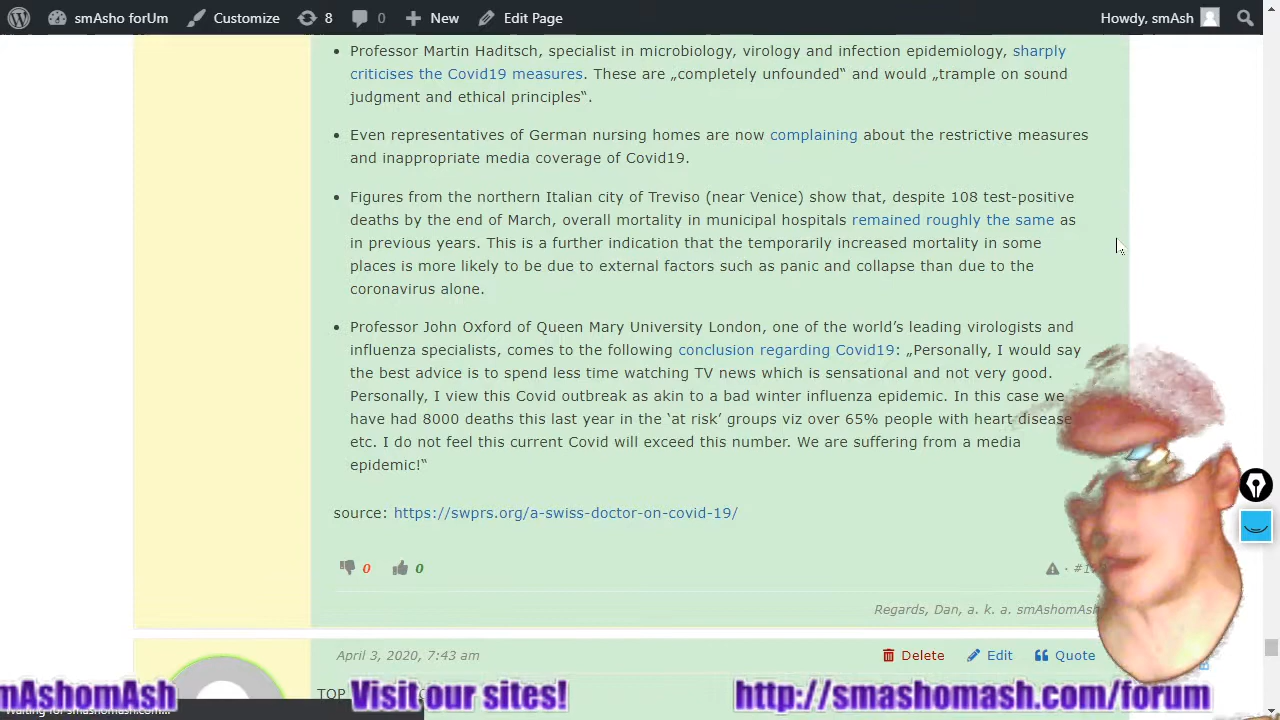 smAsho forUm Customize 8 0 New Edit Page Howdy, smAsh
Professor Martin Haditsch, specialist in microbiology, virology and infection epidemiology, sharply
criticises the Covid19 measures. These are „completely unfounded“ and would „trample on sound
judgment and ethical principles“.
Even representatives of German nursing homes are now complaining about the restrictive measures
and inappropriate media coverage of Covid19.
Figures from the northern Italian city of Treviso (near Venice) show that, despite 108 test-positive
deaths by the end of March, overall mortality in municipal hospitals remained roughly the same as
in previous years. This is a further indication that the temporarily increased mortality in some
places is more likely to be due to external factors such as panic and collapse than due to the
coronavirus alone.
Professor John Oxford of Queen Mary University London, one of the world’s leading virologists and
influenza specialists, comes to the following conclusion regarding Covid19: „Personally, I would say
the best advice is to spend less time watching TV news which is sensational and not very good.
Personally, I view this Covid outbreak as akin to a bad winter influenza epidemic. In this case we
have had 8000 deaths this last year in the ‘at risk’ groups viz over 65% people with heart disease
etc. I do not feel this current Covid will exceed this number. We are suffering from a media
epidemic!“
source: https://swprs.org/a-swiss-doctor-on-covid-19/
0 0
Regards, Dan, a. k. a. smAshomAsh
April 3, 2020, 7:43 am Delete Edit Quote
TOP
mAshomAsh Visit our sites! http://smashomash.com/forum